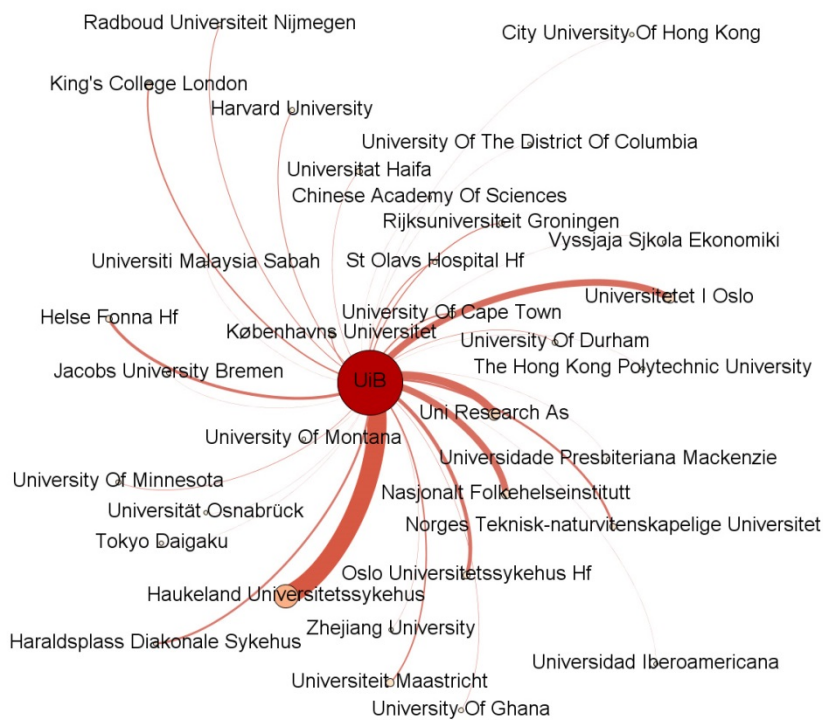 Radboud Universiteit Nijmegen
City University Of Hong Kong
King's College London
Harvard University
University Of The District Of Columbia
Universitat Haifa
Chinese Academy Of Sciences
Rijksuniversiteit Groningen
Vyssjaja Sjkola Ekonomiki
Universiti Malaysia Sabah
St Olavs Hospital Hf
Universitetet I Oslo
Helse Fonna Hf
University Of Cape Town
Københavns Universitet
University Of Durham
The Hong Kong Polytechnic University
Jacobs University Bremen
UiB
Uni Research As
University Of Montana
Universidade Presbiteriana Mackenzie
University Of Minnesota
Nasjonalt Folkehelseinstitutt
Universität Osnabrück
Norges Teknisk-naturvitenskapelige Universitet
Tokyo Daigaku
Oslo Universitetssykehus Hf
Haukeland Universitetssykehus
Zhejiang University
Haraldsplass Diakonale Sykehus
Universidad Iberoamericana
Universiteit Maastricht
University Of Ghana